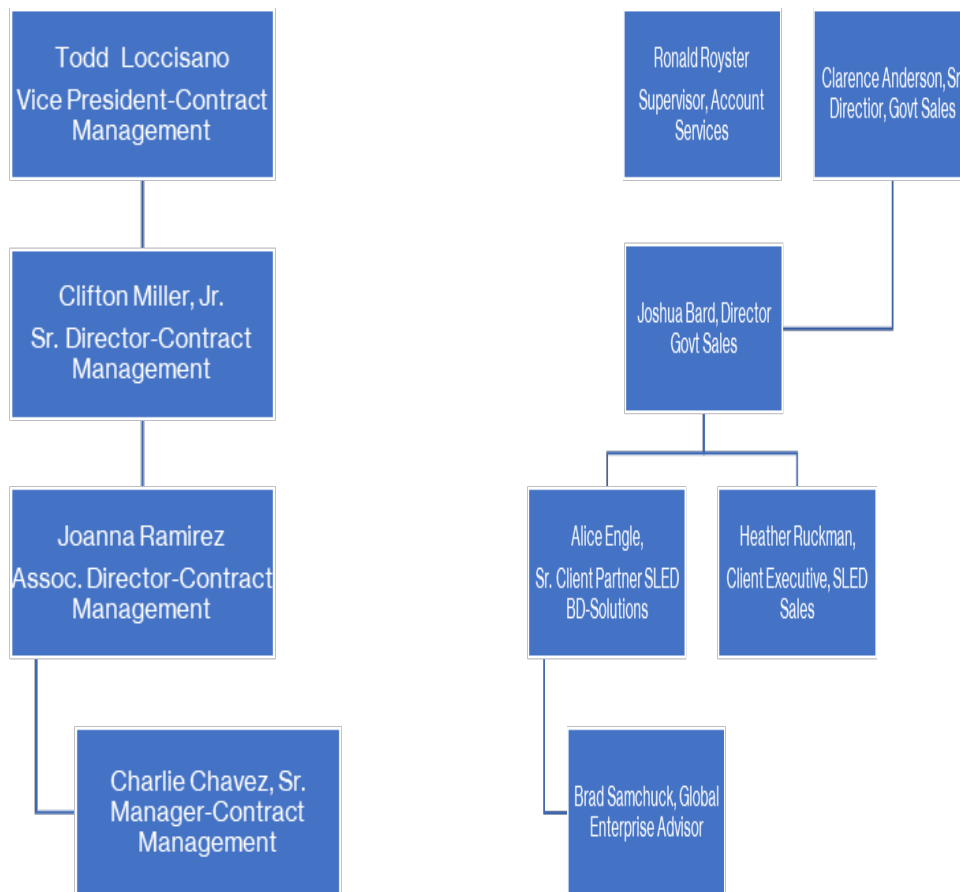 Todd Loccisano
Vice President-Contract
Management
Clifton Miller, Jr.
Sr. Director-Contract
Management
Joanna Ramirez
Assoc. Director-Contract
Management
Charlie Chavez, Sr.
Manager-Contract
Management
Ronald Royster
Supervisor, Account
Services
Clarence Anderson, Sr
Directior, Govt Sales
Joshua Bard, Director
Govt Sales
Alice Engle,
Sr. Client Partner SLED
BD-Solutions
Heather Ruckman,
Client Executive, SLED
Sales
Brad Samchuck, Global
Enterprise Advisor